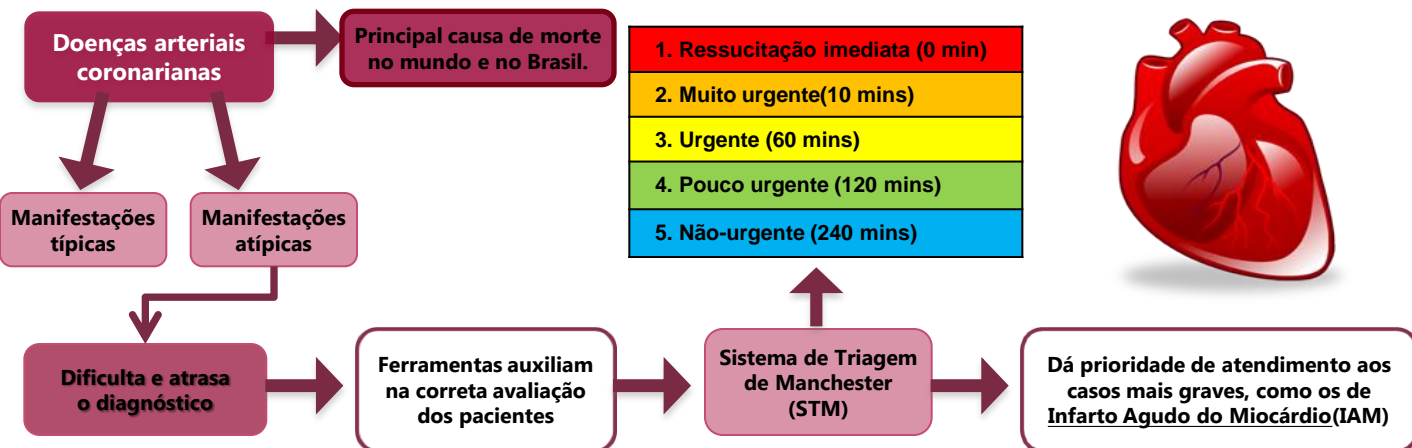 Doenças arteriais
coronarianas
Principal causa de morte
no mundo e no Brasil.
Manifestações
típicas
Manifestações
atípicas
Dificulta e atrasa
o diagnóstico
Ferramentas auxiliam
na correta avaliação
dos pacientes
Sistema de Triagem
de Manchester
(STM)
1. Ressucitação imediata (0 min)
2. Muito urgente(10 mins)
3. Urgente (60 mins)
4. Pouco urgente (120 mins)
5. Não-urgente (240 mins)
Dá prioridade de atendimento aos
casos mais graves, como os de
Infarto Agudo do Miocárdio(IAM)